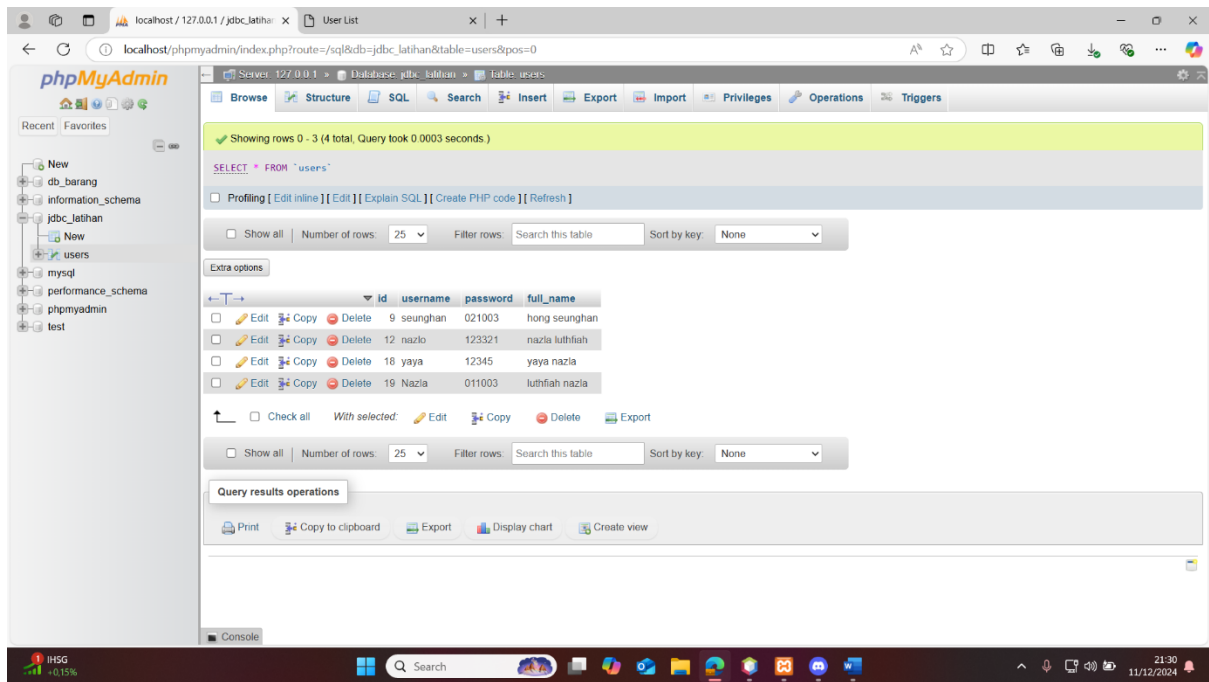 localhost / 127.0.0.1 / jdbc_latihan
User List
localhost/phpmyadmin/index.php?route=/sql&db=jdbc_latihan&table=users&pos=0
phpMyAdmin
Recent Favorites
New
db_barang
information_schema
jdbc_latihan
New
users
mysql
performance_schema
phpmyadmin
test
Server: 127.0.0.1 » Database: jdbc_latihan » Table: users
Browse Structure SQL Search Insert Export Import Privileges Operations Triggers
Showing rows 0 - 3 (4 total, Query took 0.0003 seconds.)
SELECT * FROM `users`
Profiling [ Edit inline ] [ Edit ] [ Explain SQL ] [ Create PHP code ] [ Refresh ]
Show all | Number of rows: 25 Filter rows: Search this table Sort by key: None
Extra options
←T→ id username password full_name
Edit Copy Delete 9 seunghan 021003 hong seunghan
Edit Copy Delete 12 nazlo 123321 nazla luthfiah
Edit Copy Delete 18 yaya 12345 yaya nazla
Edit Copy Delete 19 Nazla 011003 luthfiah nazla
Check all With selected: Edit Copy Delete Export
Show all | Number of rows: 25 Filter rows: Search this table Sort by key: None
Query results operations
Print Copy to clipboard Export Display chart Create view
Console
1 IHSG
+0,15%
Search
21:30
11/12/2024